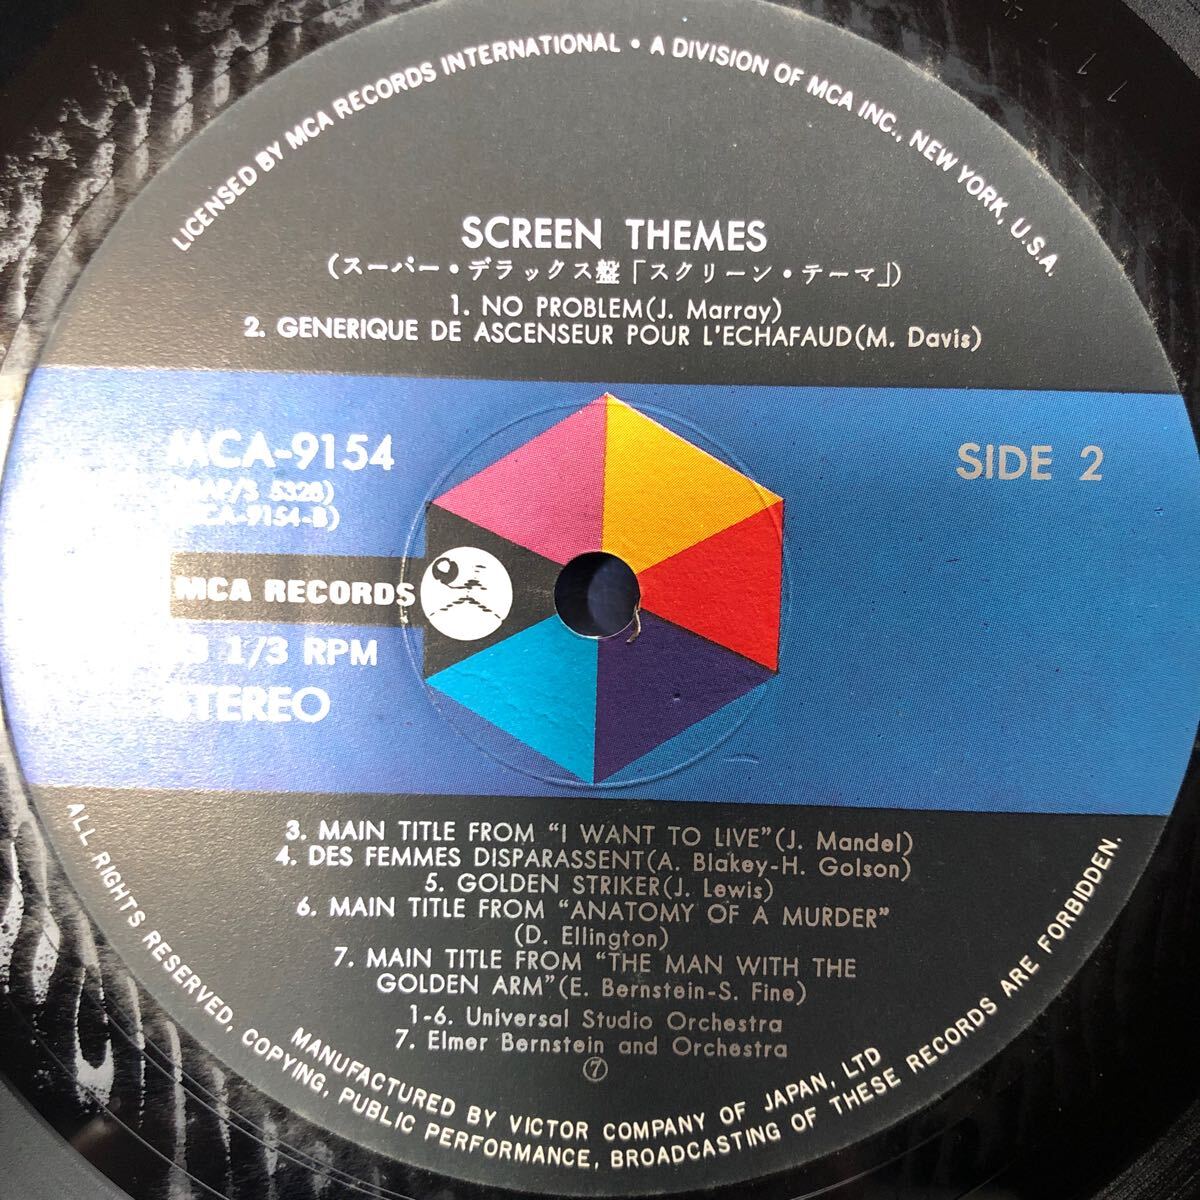 LICENSED BY MCA RECORDS INTERNATIONAL • A DIVISION OF MCA INC., NEW YORK, U.S.A.
SCREEN THEMES
(スーパー・デラックス盤「スクリーン・テーマ」)
1. NO PROBLEM(J. Marray)
2. GENERIQUE DE ASCENSEUR POUR L'ECHAFAUD(M. Davis)
MCA-9154
SIDE 2
5326)
MCA-9154-B)
MCA RECORDS
1/3 RPM
STEREO
3. MAIN TITLE FROM "I WANT TO LIVE"(J. Mandel)
4. DES FEMMES DISPARASSENT(A. Blakey-H. Golson)
5. GOLDEN STRIKER(J. Lewis)
6. MAIN TITLE FROM "ANATOMY OF A MURDER"
(D. Ellington)
7. MAIN TITLE FROM "THE MAN WITH THE
GOLDEN ARM"(E. Bernstein-S. Fine)
1-6. Universal Studio Orchestra
7. Elmer Bernstein and Orchestra
⑦
MANUFACTURED BY VICTOR COMPANY OF JAPAN, LTD
ALL RIGHTS RESERVED, COPYING, PUBLIC PERFORMANCE, BROADCASTING OF THESE RECORDS ARE FORBIDDEN.